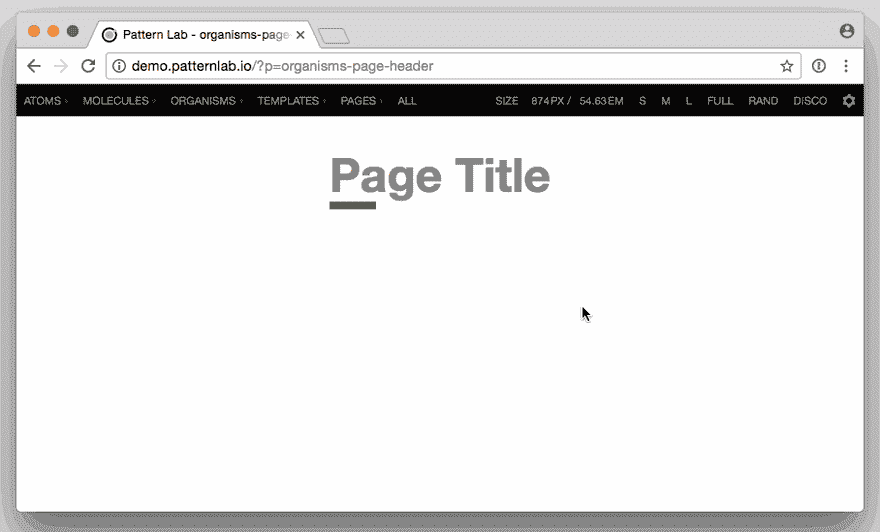 Pattern Lab - organisms-page
demo.patternlab.io/?p=organisms-page-header
ATOMS MOLECULES ORGANISMS TEMPLATES PAGES ALL SIZE 874PX / 54.63EM S M L FULL RAND DISCO
Page Title